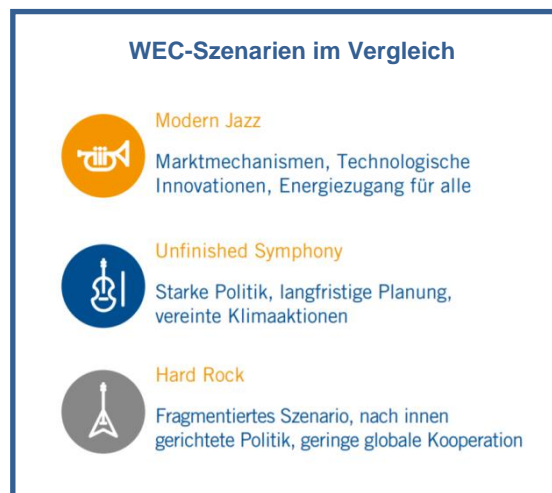 WEC-Szenarien im Vergleich
Modern Jazz
Marktmechanismen, Technologische
Innovationen, Energiezugang für alle
Unfinished Symphony
Starke Politik, langfristige Planung,
vereinte Klimaaktionen
Hard Rock
Fragmentiertes Szenario, nach innen
gerichtete Politik, geringe globale Kooperation